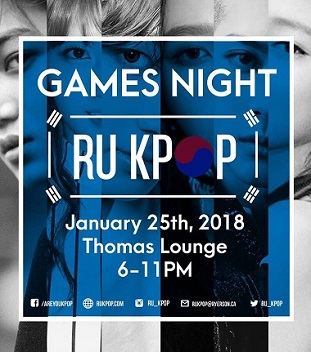 GAMES NIGHT
RU KPOP
January 25th, 2018
Thomas Lounge
6-11PM
/AREYOUKPOP RUKPOP.COM RU_KPOP RUKPOP@RYERSON.CA RU_KPOP